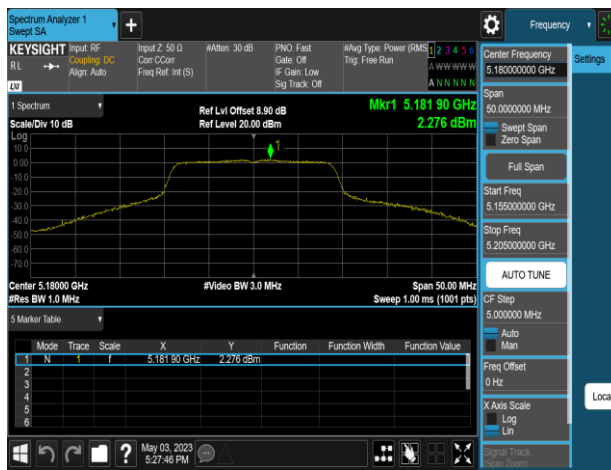 Spectrum Analyzer 1
Swept SA
Frequency
KEYSIGHT
RL
LXI
Input: RF
Coupling: DC
Align: Auto
Input Z: 50 Ω
Corr CCorr
Freq Ref: Int (S)
#Atten: 30 dB
PNO: Fast
Gate: Off
IF Gain: Low
Sig Track: Off
#Avg Type: Power (RMS)
Trig: Free Run
1 2 3 4 5 6
A W W W W W
A N N N N N
1 Spectrum
Scale/Div 10 dB
Ref Lvl Offset 8.90 dB
Ref Level 20.00 dBm
Mkr1 5.181 90 GHz
2.276 dBm
Log
10.0
0.00
-10.0
-20.0
-30.0
-40.0
-50.0
-60.0
-70.0
1
Center 5.18000 GHz
#Res BW 1.0 MHz
#Video BW 3.0 MHz
Span 50.00 MHz
Sweep 1.00 ms (1001 pts)
5 Marker Table
Mode Trace Scale X Y Function Function Width Function Value
1 N 1 f 5.181 90 GHz 2.276 dBm
2
3
4
5
6
May 03, 2023
5:27:46 PM
Center Frequency
5.180000000 GHz
Span
50.0000000 MHz
Swept Span
Zero Span
Full Span
Start Freq
5.155000000 GHz
Stop Freq
5.205000000 GHz
AUTO TUNE
CF Step
5.000000 MHz
Auto
Man
Freq Offset
0 Hz
X Axis Scale
Log
Lin
Signal Track
(Span Zoom)
Settings
Loca